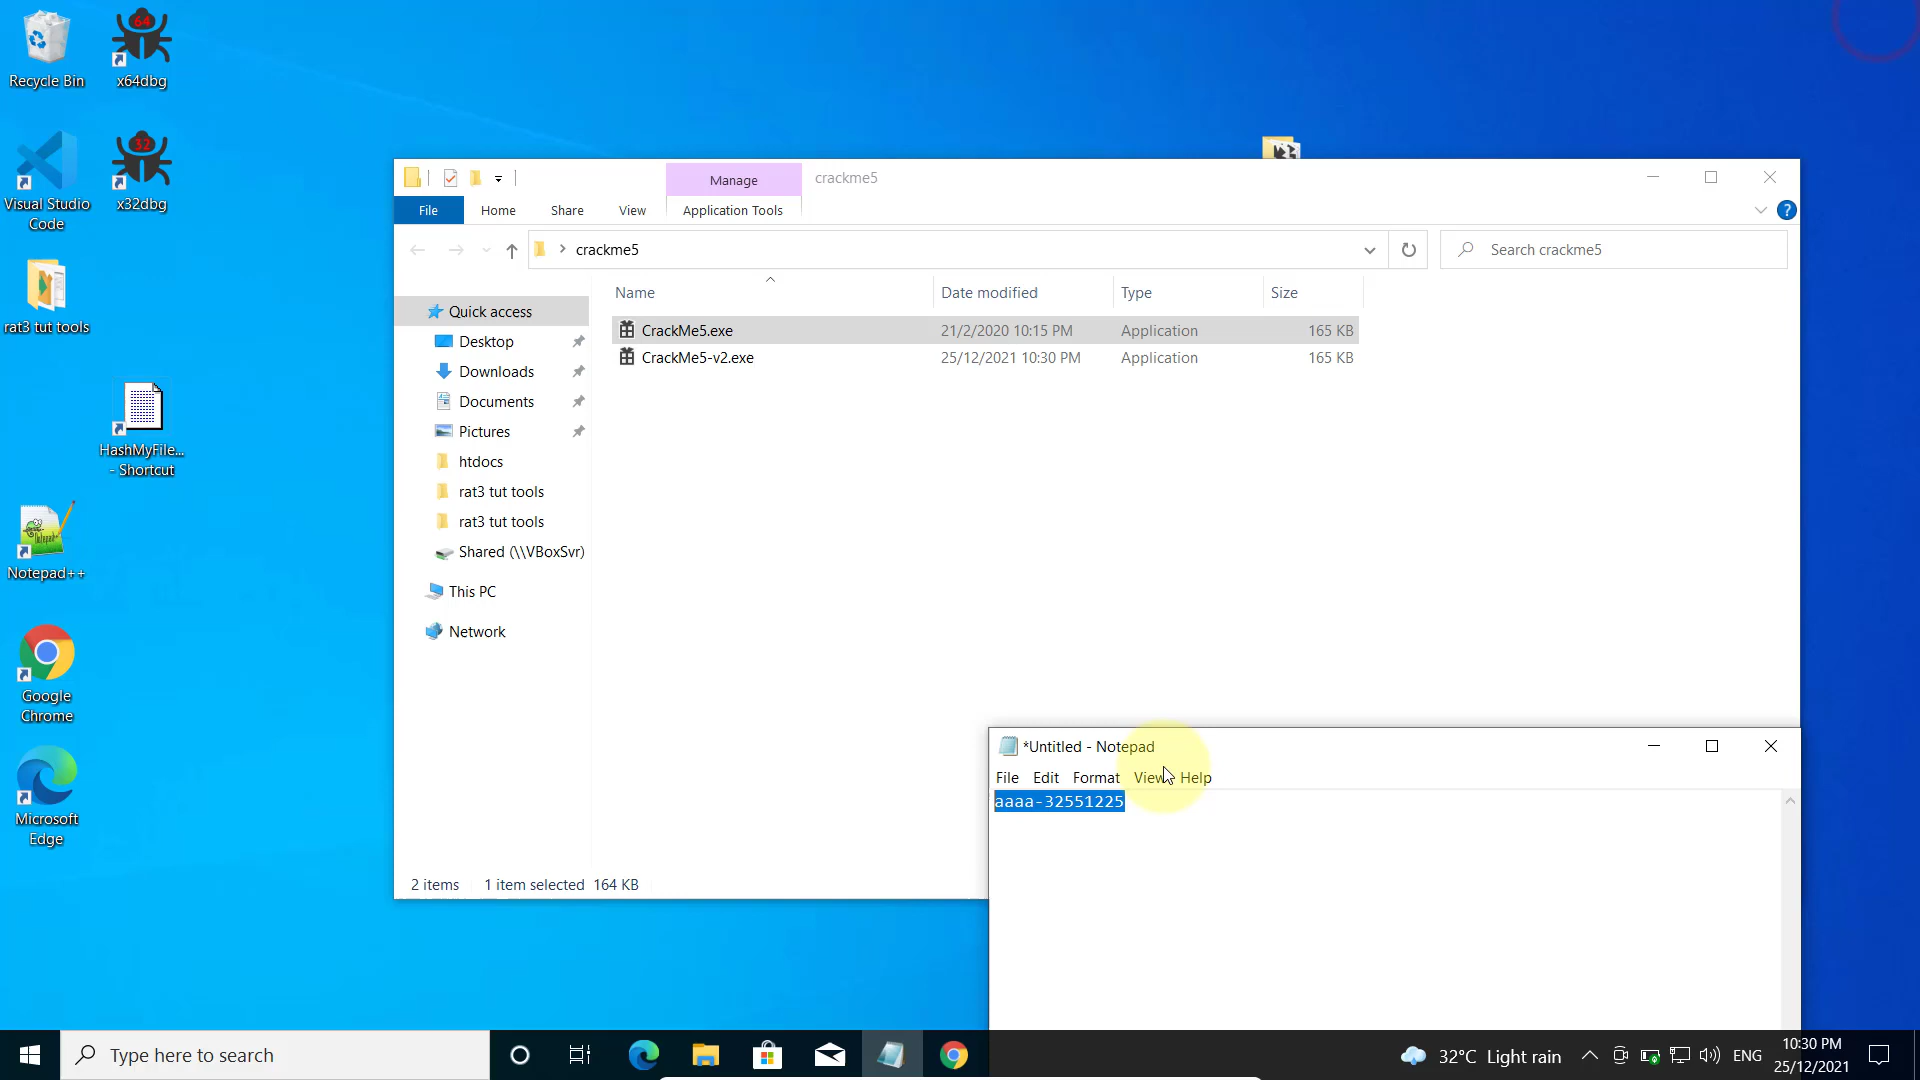 Recycle Bin
64
x64dbg
Visual Studio
Code
32
x32dbg
rat3 tut tools
HashMyFile...
- Shortcut
Notepad++
Google
Chrome
Microsoft
Edge
Manage
crackme5
File
Home
Share
View
Application Tools
?
crackme5
Search crackme5
Name
Date modified
Type
Size
CrackMe5.exe
21/2/2020 10:15 PM
Application
165 KB
CrackMe5-v2.exe
25/12/2021 10:30 PM
Application
165 KB
Quick access
Desktop
Downloads
Documents
Pictures
htdocs
rat3 tut tools
rat3 tut tools
Shared (\\VBoxSvr)
This PC
Network
2 items
1 item selected 164 KB
*Untitled - Notepad
File Edit Format View Help
aaaa-32551225
Type here to search
32°C Light rain
ENG
10:30 PM
25/12/2021